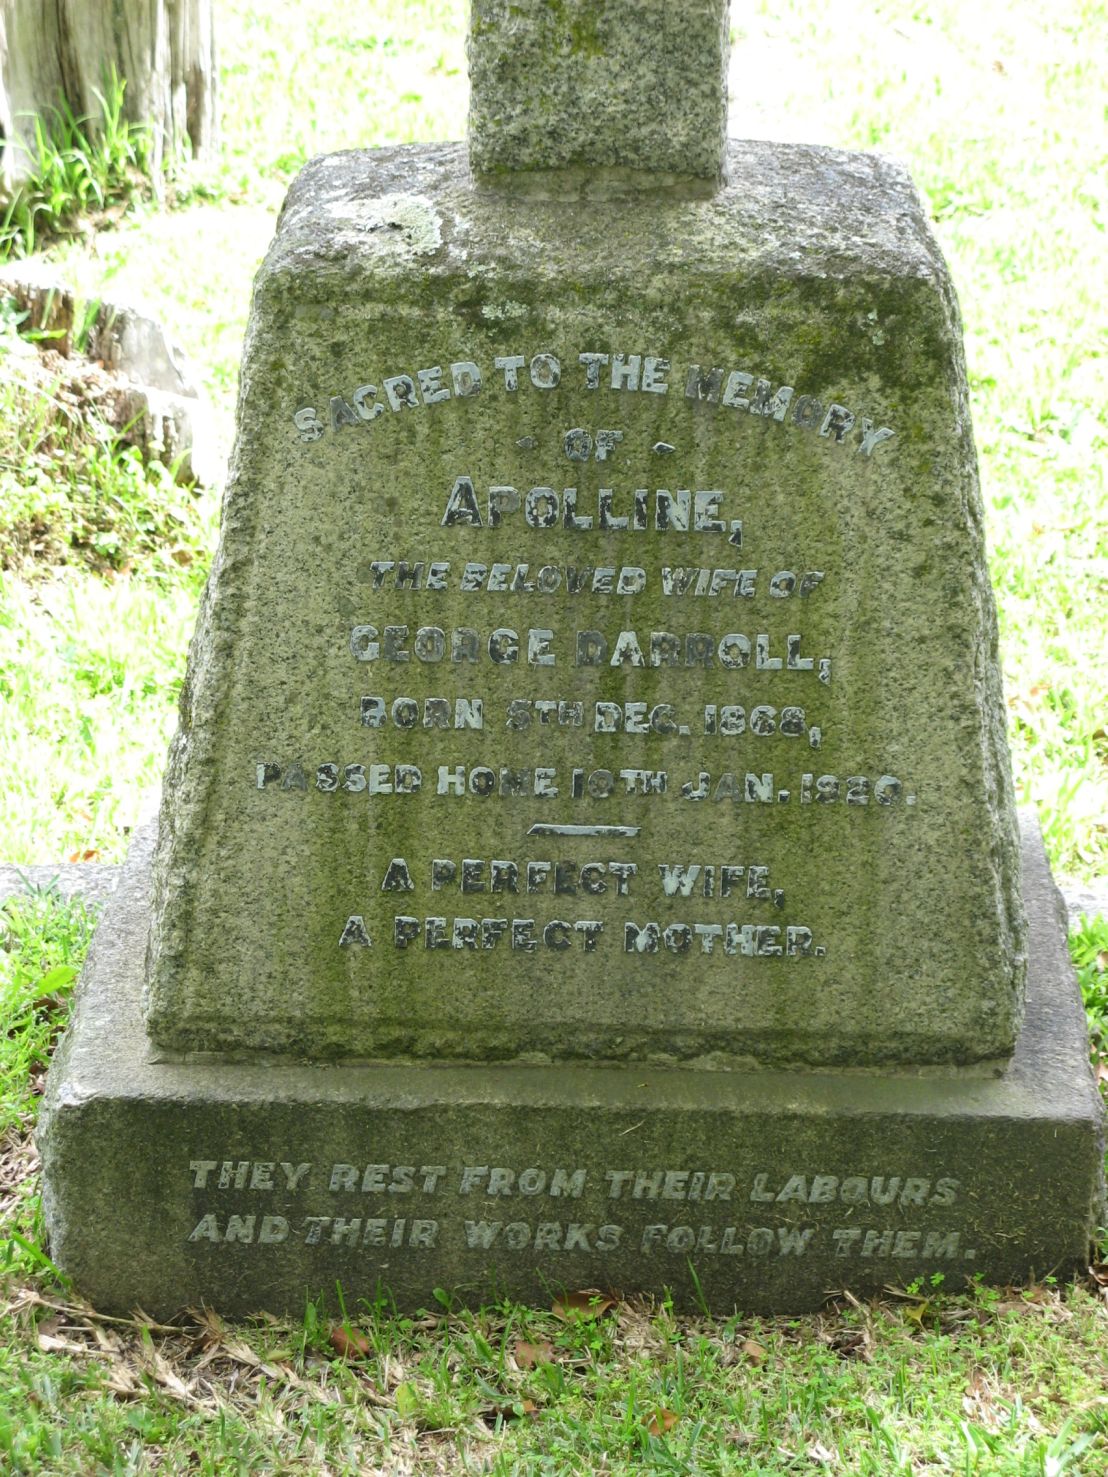 SACRED TO THE MEMORY
- OF -
APOLLINE,
THE BELOVED WIFE OF
GEORGE DARROLL,
BORN 5TH DEC. 1868,
PASSED HOME 10TH JAN. 1920.
A PERFECT WIFE,
A PERFECT MOTHER.
THEY REST FROM THEIR LABOURS
AND THEIR WORKS FOLLOW THEM.